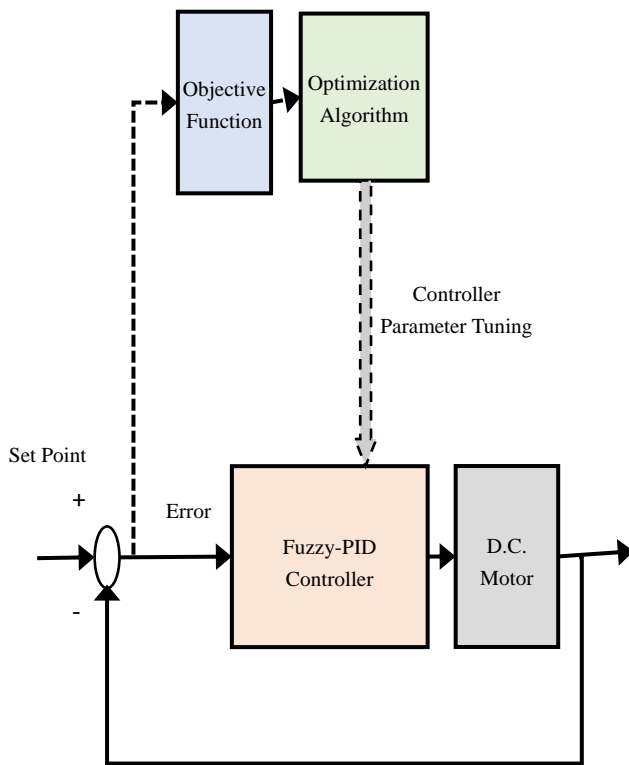 Objective
Function
Optimization
Algorithm
Controller
Parameter Tuning
Set Point
+
Error
Fuzzy-PID
Controller
D.C.
Motor
-